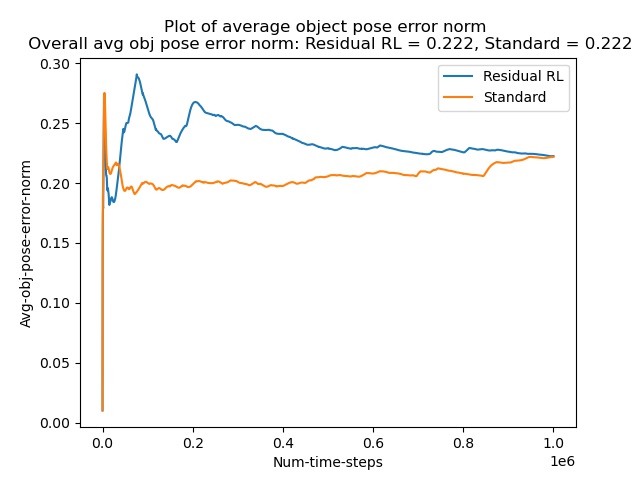 Plot of average object pose error norm
Overall avg obj pose error norm: Residual RL = 0.222, Standard = 0.222
0.30
0.25
0.20
0.15
0.10
0.05
0.00
Avg-obj-pose-error-norm
Residual RL
Standard
0.0 0.2 0.4 0.6 0.8 1.0
1e6
Num-time-steps